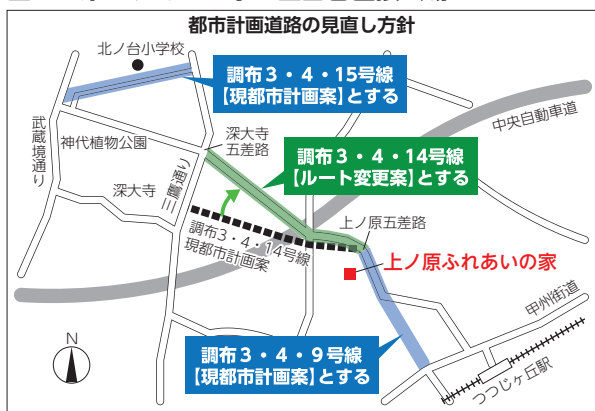 都市計画道路の見直し方針
北ノ台小学校
調布3・4・15号線
【現都市計画案】とする
武蔵境通り
神代植物公園
深大寺
五差路
中央自動車道
調布3・4・14号線
【ルート変更案】とする
三鷹通り
深大寺
上ノ原五差路
調布3・4・14号線
現都市計画案
上ノ原ふれあいの家
甲州街道
N
調布3・4・9号線
【現都市計画案】とする
つつじヶ丘駅